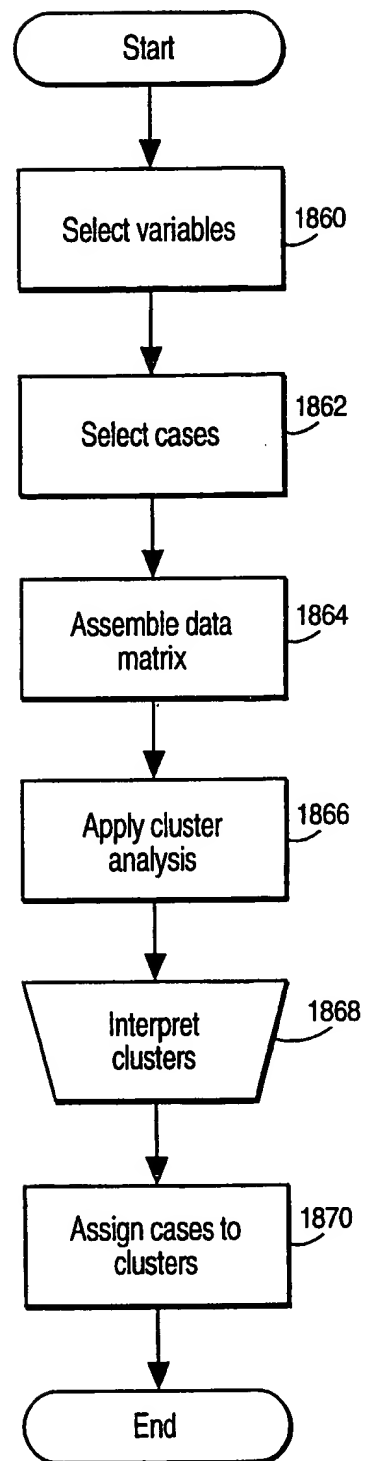 Start
Select variables
1860
Select cases
1862
Assemble data
matrix
1864
Apply cluster
analysis
1866
Interpret
clusters
1868
Assign cases to
clusters
1870
End